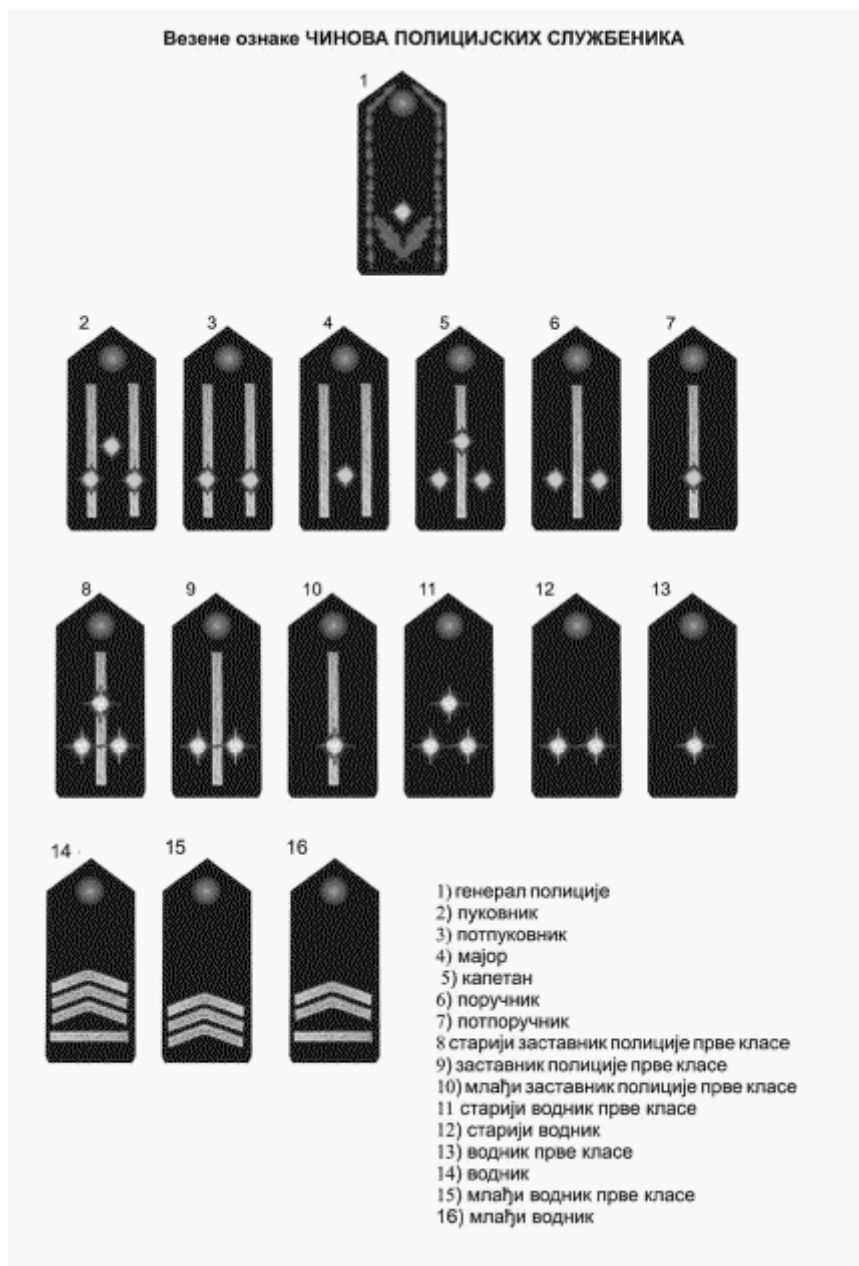 Везене ознаке ЧИНОВА ПОЛИЦИЈСКИХ СЛУЖБЕНИКА
1
2 3 4 5 6 7
8 9 10 11 12 13
14 15 16
1) генерал полиције
2) пуковник
3) потпуковник
4) мајор
5) капетан
6) поручник
7) потпоручник
8 старији заставник полиције прве класе
9) заставник полиције прве класе
10) млађи заставник полиције прве класе
11 старији водник прве класе
12) старији водник
13) водник прве класе
14) водник
15) млађи водник прве класе
16) млађи водник